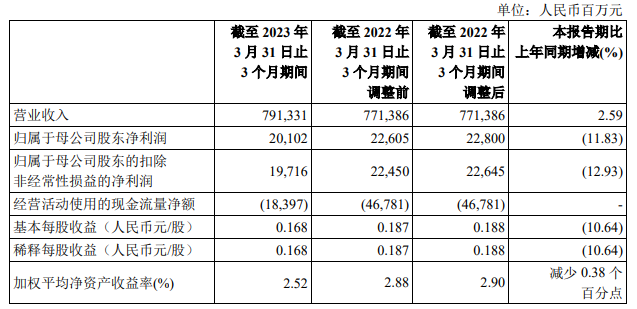 单位：人民币百万元
截至 2023 年
3 月 31 日止
3 个月期间
截至 2022 年
3 月 31 日止
3 个月期间
调整前
截至 2022 年
3 月 31 日止
3 个月期间
调整后
本报告期比
上年同期增减(%)
营业收入 791,331 771,386 771,386 2.59
归属于母公司股东净利润 20,102 22,605 22,800 (11.83)
归属于母公司股东的扣除
非经常性损益的净利润 19,716 22,450 22,645 (12.93)
经营活动使用的现金流量净额 (18,397) (46,781) (46,781) -
基本每股收益（人民币元/股） 0.168 0.187 0.188 (10.64)
稀释每股收益（人民币元/股） 0.168 0.187 0.188 (10.64)
加权平均净资产收益率(%) 2.52 2.88 2.90 减少 0.38 个
百分点